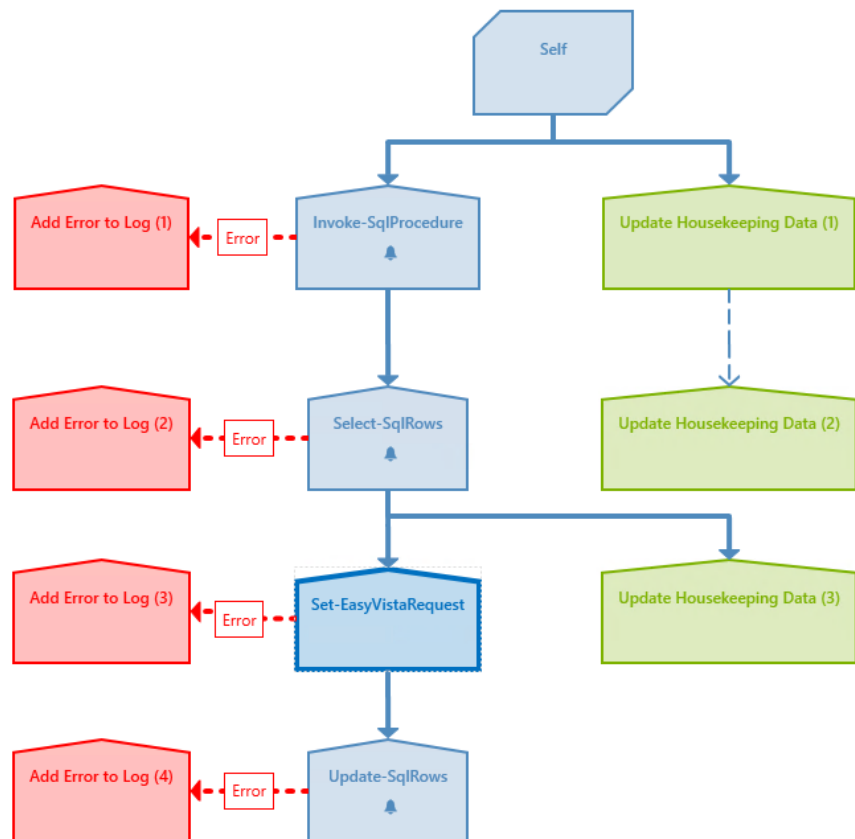 Self
Add Error to Log (1)
Error
Invoke-SqlProcedure
Update Housekeeping Data (1)
Add Error to Log (2)
Error
Select-SqlRows
Update Housekeeping Data (2)
Add Error to Log (3)
Error
Set-EasyVistaRequest
Update Housekeeping Data (3)
Add Error to Log (4)
Error
Update-SqlRows